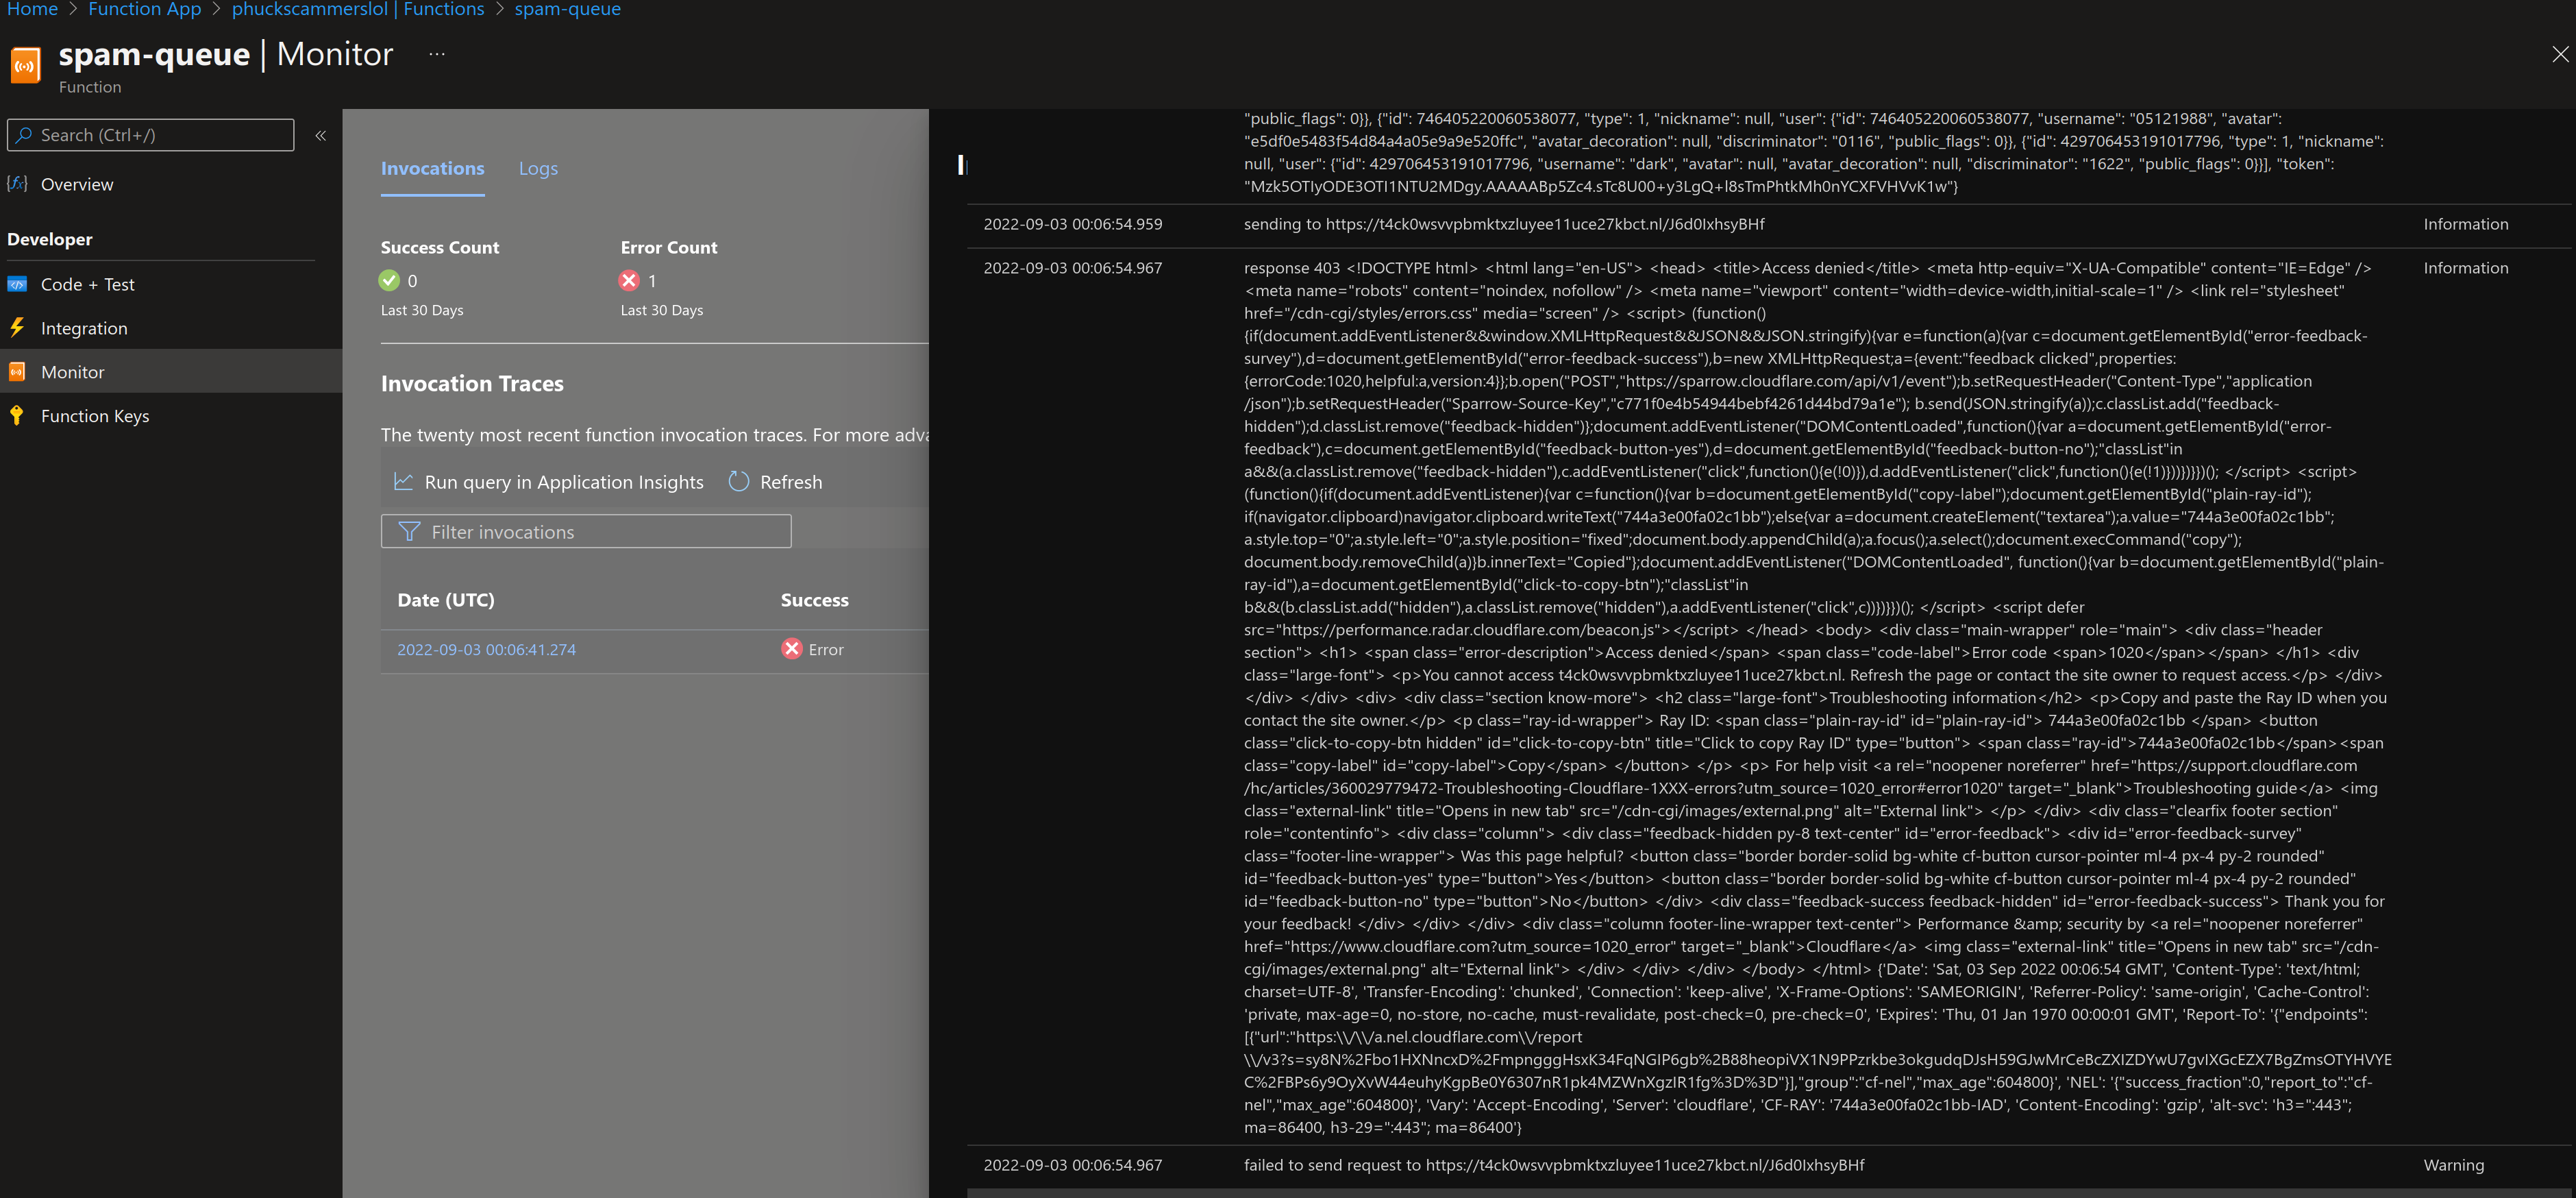 Home > Function App > phuckscammerslol | Functions > spam-queue
spam-queue | Monitor ...
Function
Search (Ctrl+/)
«
Overview
Developer
Code + Test
Integration
Monitor
Function Keys
Invocations Logs
Success Count Error Count
0 1
Last 30 Days Last 30 Days
Invocation Traces
The twenty most recent function invocation traces. For more adva
Run query in Application Insights Refresh
Filter invocations
Date (UTC) Success
2022-09-03 00:06:41.274 Error
"public_flags": 0}}, {"id": 746405220060538077, "type": 1, "nickname": null, "user": {"id": 746405220060538077, "username": "05121988", "avatar":
"e5df0e5483f54d84a4a05e9a9e520ffc", "avatar_decoration": null, "discriminator": "0116", "public_flags": 0}}, {"id": 429706453191017796, "type": 1, "nickname":
null, "user": {"id": 429706453191017796, "username": "dark", "avatar": null, "avatar_decoration": null, "discriminator": "1622", "public_flags": 0}}], "token":
"Mzk5OTIyODE3OTI1NTU2MDgy.AAAAABp5Zc4.sTc8U00+y3LgQ+l8sTmPhtkMh0nYCXFVHVvK1w"}
2022-09-03 00:06:54.959 sending to https://t4ck0wsvvpbmktxzluyee11uce27kbct.nl/J6d0IxhsyBHf Information
2022-09-03 00:06:54.967 response 403 <!DOCTYPE html> <html lang="en-US"> <head> <title>Access denied</title> <meta http-equiv="X-UA-Compatible" content="IE=Edge" /> Information
<meta name="robots" content="noindex, nofollow" /> <meta name="viewport" content="width=device-width,initial-scale=1" /> <link rel="stylesheet"
href="/cdn-cgi/styles/errors.css" media="screen" /> <script> (function()
{if(document.addEventListener&&window.XMLHttpRequest&&JSON&&JSON.stringify){var e=function(a){var c=document.getElementById("error-feedback-
survey"),d=document.getElementById("error-feedback-success"),b=new XMLHttpRequest;a={event:"feedback clicked",properties:
{errorCode:1020,helpful:a,version:4}};b.open("POST","https://sparrow.cloudflare.com/api/v1/event");b.setRequestHeader("Content-Type","application
/json");b.setRequestHeader("Sparrow-Source-Key","c771f0e4b54944bebf4261d44bd79a1e"); b.send(JSON.stringify(a));c.classList.add("feedback-
hidden");d.classList.remove("feedback-hidden")};document.addEventListener("DOMContentLoaded",function(){var a=document.getElementById("error-
feedback"),c=document.getElementById("feedback-button-yes"),d=document.getElementById("feedback-button-no");"classList"in
a&&(a.classList.remove("feedback-hidden"),c.addEventListener("click",function(){e(!0)}),d.addEventListener("click",function(){e(!1)}))}})(); </script> <script>
(function(){if(document.addEventListener){var c=function(){var b=document.getElementById("copy-label");document.getElementById("plain-ray-id");
if(navigator.clipboard)navigator.clipboard.writeText("744a3e00fa02c1bb");else{var a=document.createElement("textarea");a.value="744a3e00fa02c1bb";
a.style.top="0";a.style.left="0";a.style.position="fixed";document.body.appendChild(a);a.focus();a.select();document.execCommand("copy");
document.body.removeChild(a)}b.innerText="Copied"};document.addEventListener("DOMContentLoaded", function(){var b=document.getElementById("plain-
ray-id"),a=document.getElementById("click-to-copy-btn");"classList"in
b&&(b.classList.add("hidden"),a.classList.remove("hidden"),a.addEventListener("click",c))})}})(); </script> <script defer
src="https://performance.radar.cloudflare.com/beacon.js"></script> </head> <body> <div class="main-wrapper" role="main"> <div class="header
section"> <h1> <span class="error-description">Access denied</span> <span class="code-label">Error code <span>1020</span></span> </h1> <div
class="large-font"> <p>You cannot access t4ck0wsvvpbmktxzluyee11uce27kbct.nl. Refresh the page or contact the site owner to request access.</p> </div>
</div> </div> <div> <div class="section know-more"> <h2 class="large-font">Troubleshooting information</h2> <p>Copy and paste the Ray ID when you
contact the site owner.</p> <p class="ray-id-wrapper"> Ray ID: <span class="plain-ray-id" id="plain-ray-id"> 744a3e00fa02c1bb </span> <button
class="click-to-copy-btn hidden" id="click-to-copy-btn" title="Click to copy Ray ID" type="button"> <span class="ray-id">744a3e00fa02c1bb</span><span
class="copy-label" id="copy-label">Copy</span> </button> </p> <p> For help visit <a rel="noopener noreferrer" href="https://support.cloudflare.com
/hc/articles/360029779472-Troubleshooting-Cloudflare-1XXX-errors?utm_source=1020_error#error1020" target="_blank">Troubleshooting guide</a> <img
class="external-link" title="Opens in new tab" src="/cdn-cgi/images/external.png" alt="External link"> </p> </div> <div class="clearfix footer section"
role="contentinfo"> <div class="column"> <div class="feedback-hidden py-8 text-center" id="error-feedback"> <div id="error-feedback-survey"
class="footer-line-wrapper"> Was this page helpful? <button class="border border-solid bg-white cf-button cursor-pointer ml-4 px-4 py-2 rounded"
id="feedback-button-yes" type="button">Yes</button> <button class="border border-solid bg-white cf-button cursor-pointer ml-4 px-4 py-2 rounded"
id="feedback-button-no" type="button">No</button> </div> <div class="feedback-success feedback-hidden" id="error-feedback-success"> Thank you for
your feedback! </div> </div> </div> <div class="column footer-line-wrapper text-center"> Performance &amp; security by <a rel="noopener noreferrer"
href="https://www.cloudflare.com?utm_source=1020_error" target="_blank">Cloudflare</a> <img class="external-link" title="Opens in new tab" src="/cdn-
cgi/images/external.png" alt="External link"> </div> </div> </div> </body> </html> {'Date': 'Sat, 03 Sep 2022 00:06:54 GMT', 'Content-Type': 'text/html;
charset=UTF-8', 'Transfer-Encoding': 'chunked', 'Connection': 'keep-alive', 'X-Frame-Options': 'SAMEORIGIN', 'Referrer-Policy': 'same-origin', 'Cache-Control':
'private, max-age=0, no-store, no-cache, must-revalidate, post-check=0, pre-check=0', 'Expires': 'Thu, 01 Jan 1970 00:00:01 GMT', 'Report-To': '{"endpoints":
[{"url":"https:\\/\\/a.nel.cloudflare.com\\/report
\\/v3?s=sy8N%2Fbo1HXNncxD%2FmpngggHsxK34FqNGIP6gb%2B88heopiVX1N9PPzrkbe3okgudqDJsH59GJwMrCeBcZXIZDYwU7gvIXGcEZX7BgZmsOTYHVYE
C%2FBPs6y9OyXvW44euhyKgpBe0Y6307nR1pk4MZWnXgzIR1fg%3D%3D"}],"group":"cf-nel","max_age":604800}', 'NEL': '{"success_fraction":0,"report_to":"cf-
nel","max_age":604800}', 'Vary': 'Accept-Encoding', 'Server': 'cloudflare', 'CF-RAY': '744a3e00fa02c1bb-IAD', 'Content-Encoding': 'gzip', 'alt-svc': 'h3=":443";
ma=86400, h3-29=":443"; ma=86400'}
2022-09-03 00:06:54.967 failed to send request to https://t4ck0wsvvpbmktxzluyee11uce27kbct.nl/J6d0IxhsyBHf Warning